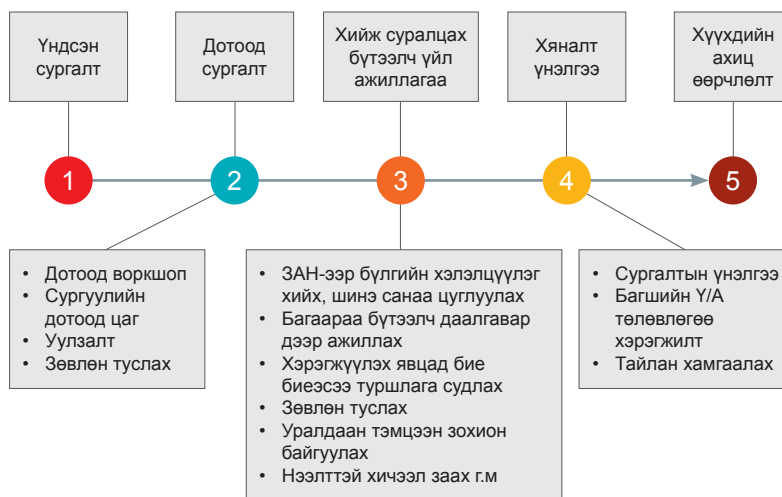 Үндсэн
сургалт
Дотоод
сургалт
Хийж суралцах
бүтээлч үйл
ажиллагаа
Хяналт
үнэлгээ
Хүүхдийн
ахиц
өөрчлөлт
1
2
3
4
5
• Дотоод воркшоп
• Сургуулийн
дотоод цаг
• Уулзалт
• Зөвлөн туслах
• ЗАН-ээр бүлгийн хэлэлцүүлэг
хийх, шинэ санаа цуглуулах
• Багаараа бүтээлч даалгавар
дээр ажиллах
• Хэрэгжүүлэх явцад бие
биеэсээ туршлага судлах
• Зөвлөн туслах
• Уралдаан тэмцээн зохион
байгуулах
• Нээлттэй хичээл заах г.м
• Сургалтын үнэлгээ
• Багшийн Ү/А
төлөвлөгөө
хэрэгжилт
• Тайлан хамгаалах